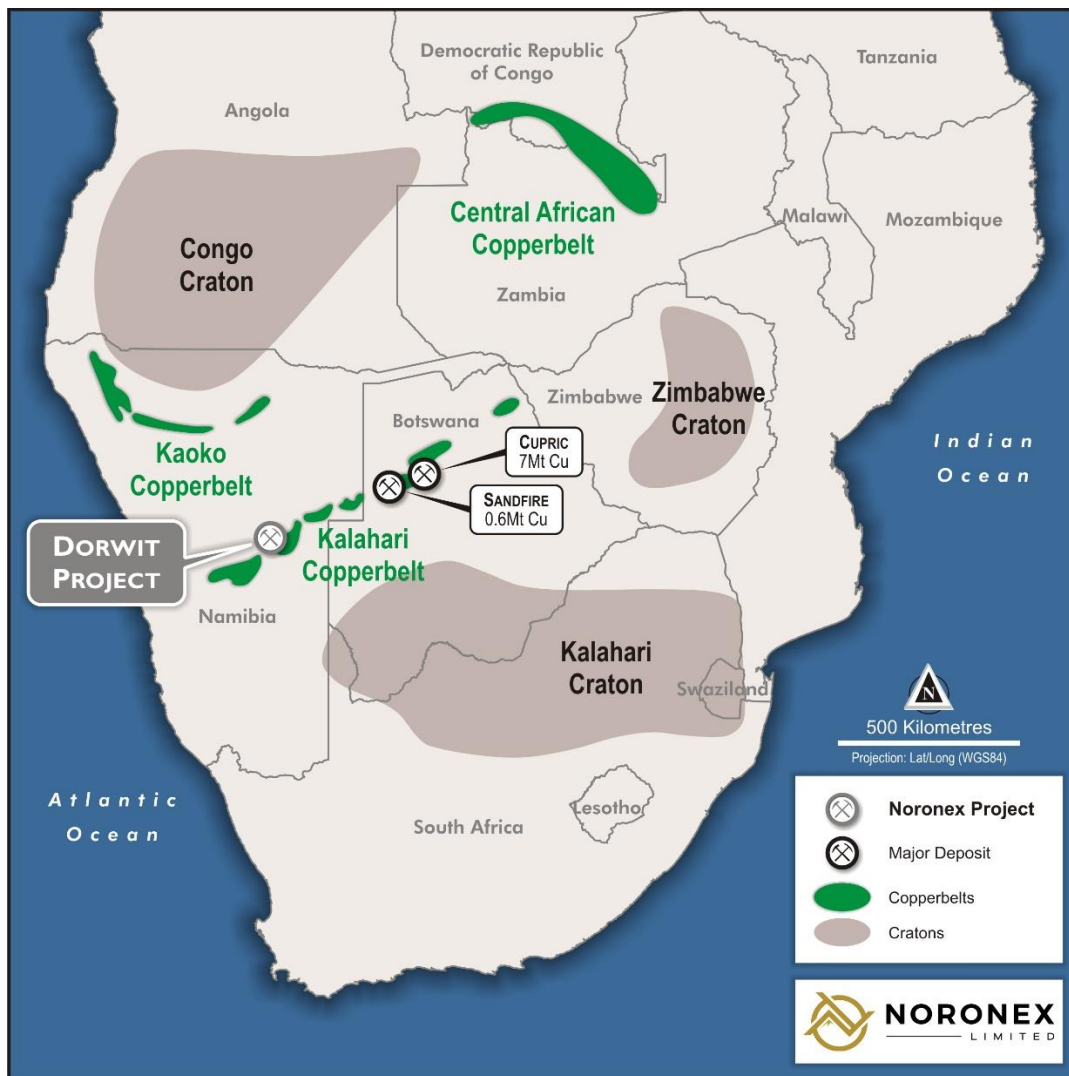 Democratic Republic
of Congo
Tanzania
Angola
Central African
Copperbelt
Malawi
Mozambique
Congo
Craton
Zambia
Zimbabwe
Zimbabwe
Craton
Botswana
CUPRIC
7Mt Cu
Kaoko
Copperbelt
Indian
Ocean
SANDFIRE
0.6Mt Cu
DORWIT
PROJECT
Kalahari
Copperbelt
Namibia
Kalahari
Craton
Swaziland
N
500 Kilometres
Projection: Lat/Long (WGS84)
Atlantic
Ocean
Lesotho
South Africa
Noronex Project
Major Deposit
Copperbelts
Cratons
NORONEX
LIMITED